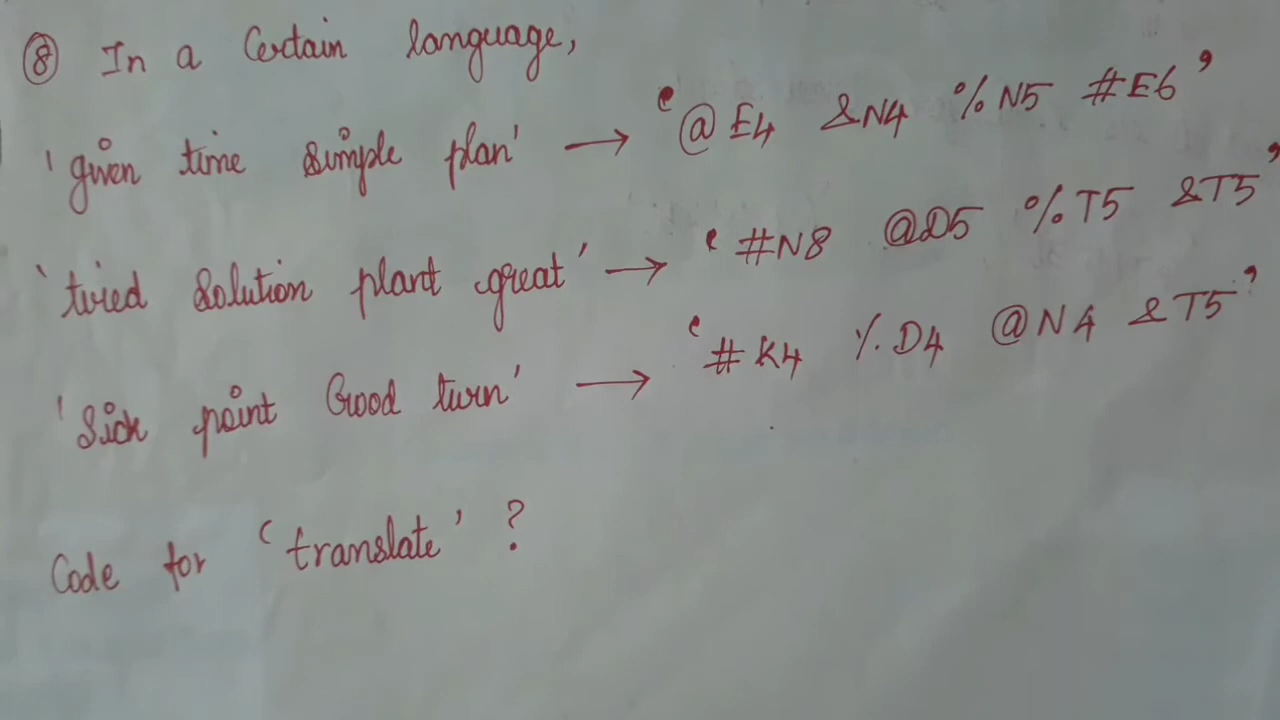 ⑧ In a Certain language,
'given time simple plan' → '@E4 &N4 %N5 #E6'
'tired solution plant great' → '#N8 @D5 %T5 &T5'
'Sick point Good turn' → '#K4 %D4 @N4 &T5'
Code for 'translate' ?